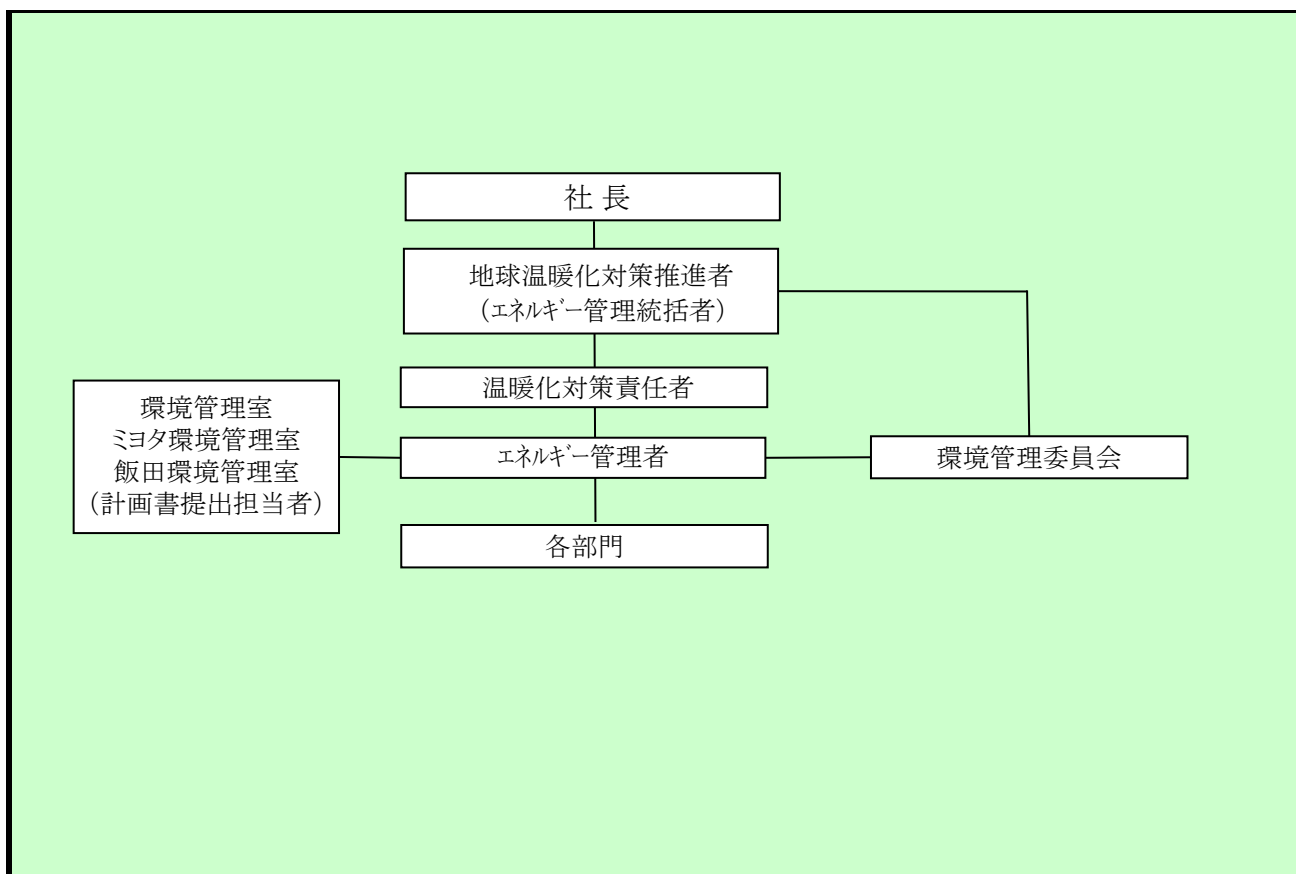 社 長
地球温暖化対策推進者
(エネルギー管理統括者)
温暖化対策責任者
環境管理室
ミヨタ環境管理室
飯田環境管理室
(計画書提出担当者)
エネルギー管理者
環境管理委員会
各部門